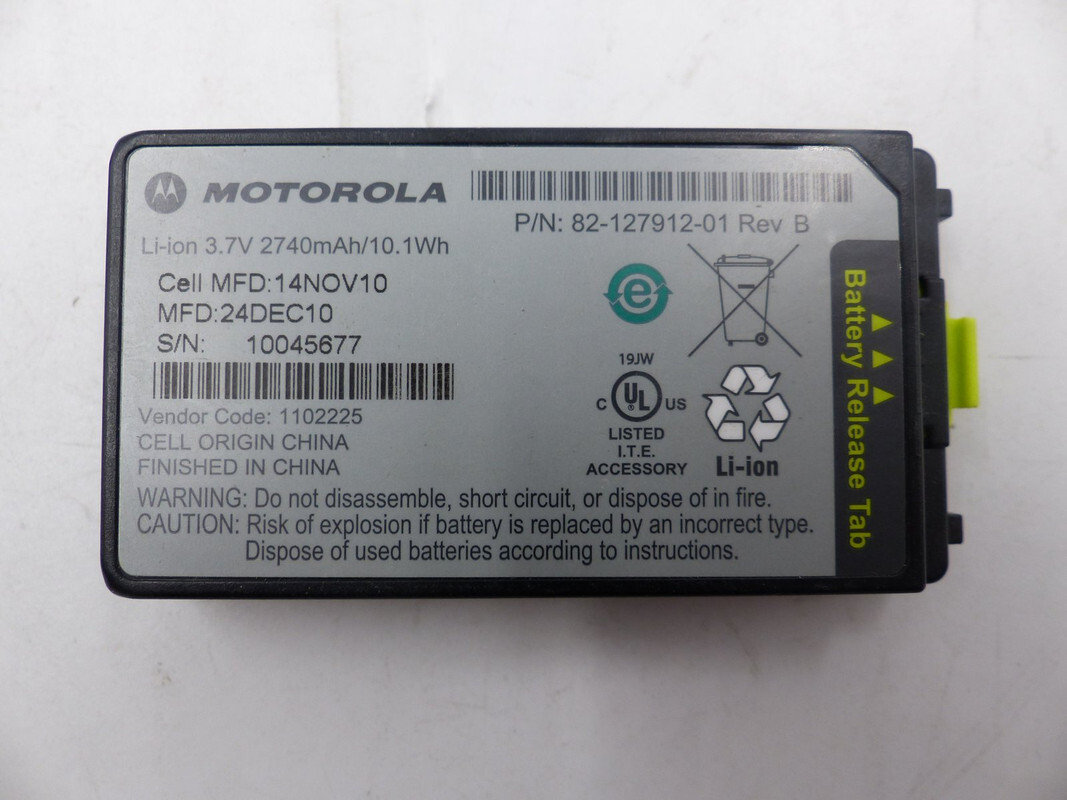 MOTOROLA
P/N: 82-127912-01 Rev B
Li-ion 3.7V 2740mAh/10.1Wh
Cell MFD:14NOV10
MFD:24DEC10
S/N: 10045677
Vendor Code: 1102225
CELL ORIGIN CHINA
FINISHED IN CHINA
e
19JW
C UL US
LISTED
I.T.E.
ACCESSORY
Li-ion
WARNING: Do not disassemble, short circuit, or dispose of in fire.
CAUTION: Risk of explosion if battery is replaced by an incorrect type.
Dispose of used batteries according to instructions.
Battery Release Tab